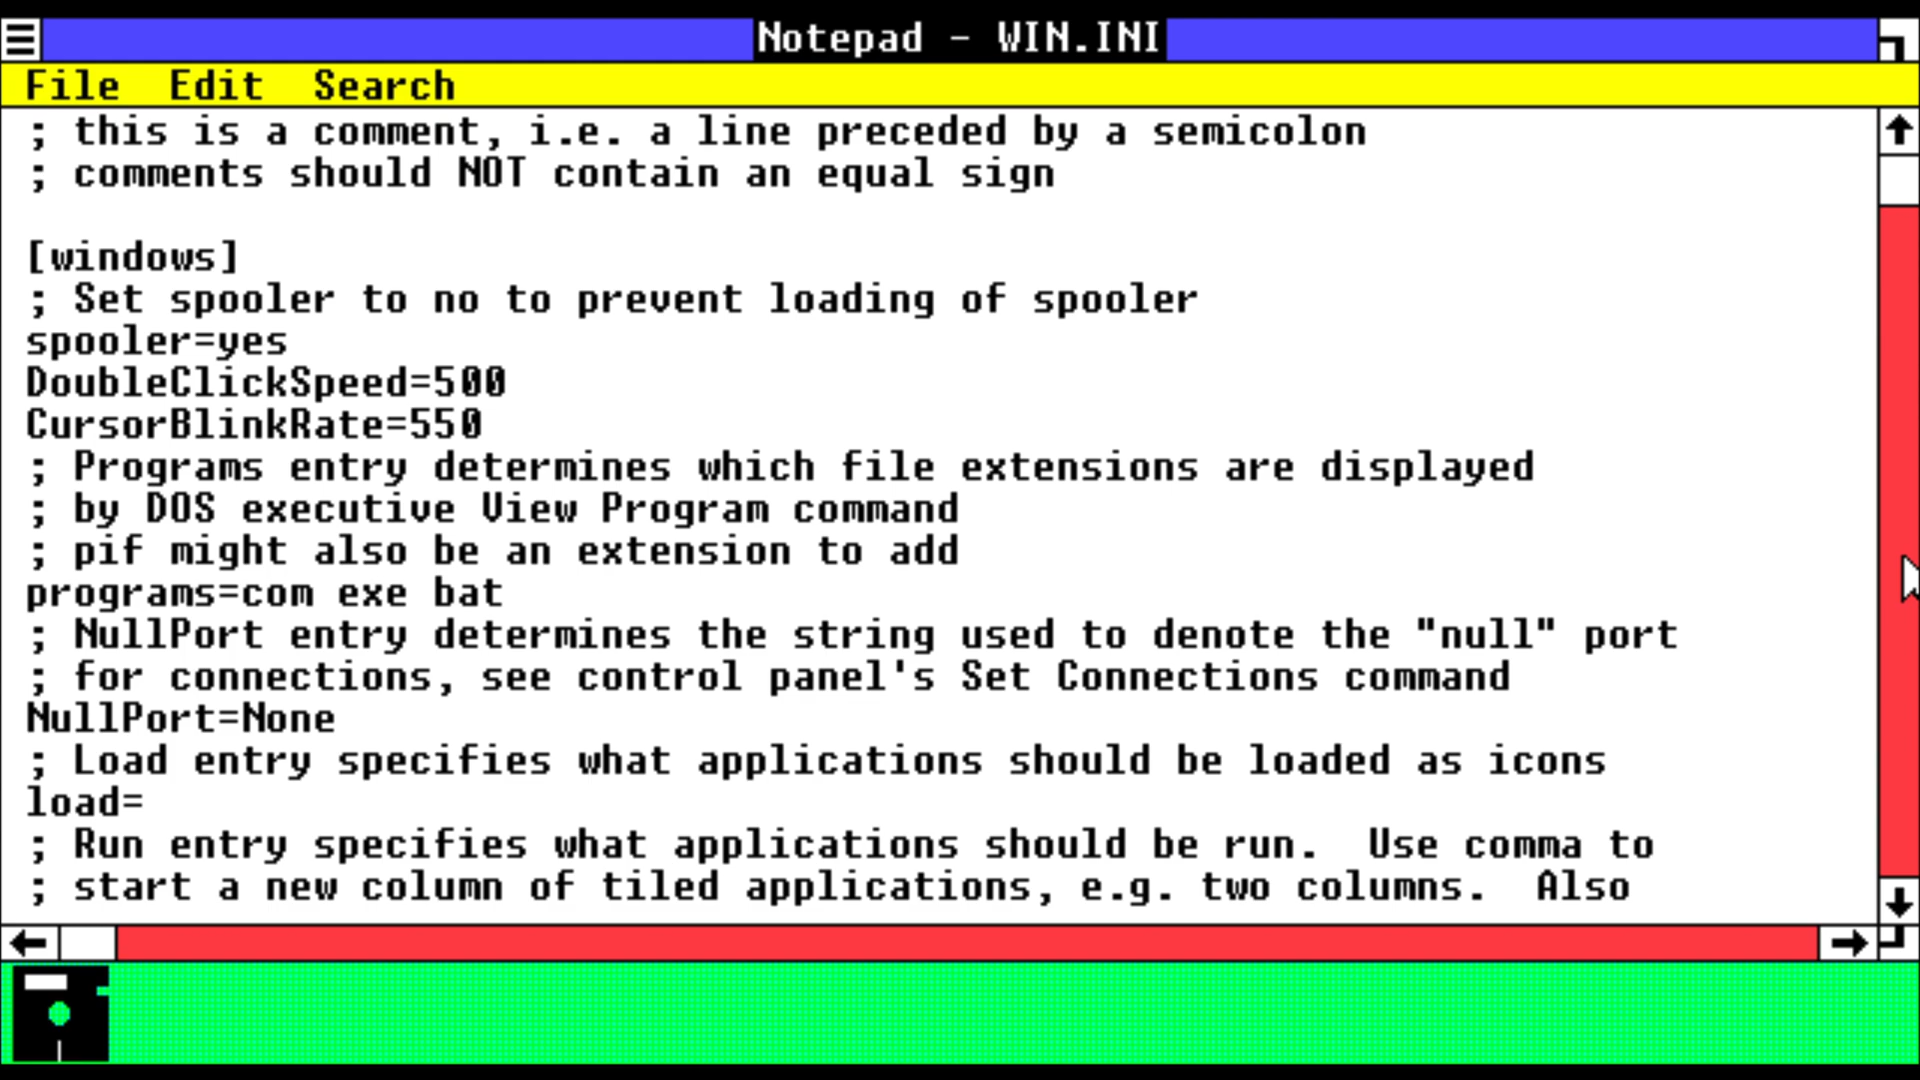 Notepad - WIN.INI
File Edit Search
; this is a comment, i.e. a line preceded by a semicolon
; comments should NOT contain an equal sign
[windows]
; Set spooler to no to prevent loading of spooler
spooler=yes
DoubleClickSpeed=500
CursorBlinkRate=550
; Programs entry determines which file extensions are displayed
; by DOS executive View Program command
; pif might also be an extension to add
programs=com exe bat
; NullPort entry determines the string used to denote the "null" port
; for connections, see control panel's Set Connections command
NullPort=None
; Load entry specifies what applications should be loaded as icons
load=
; Run entry specifies what applications should be run.  Use comma to
; start a new column of tiled applications, e.g. two columns.  Also